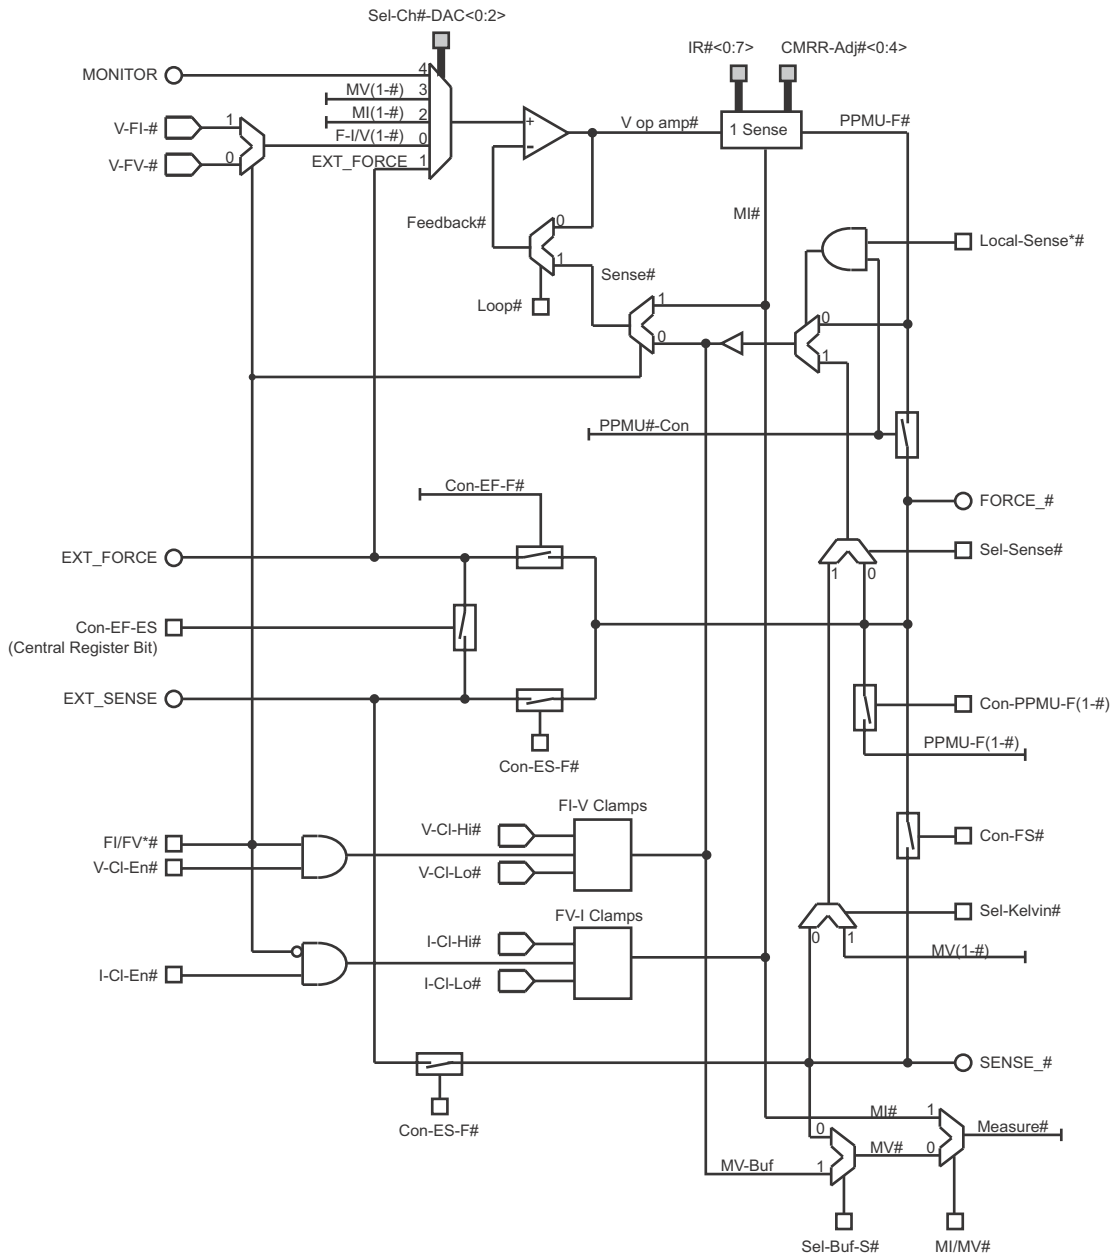 Sel-Ch#-DAC<0:2>
IR#<0:7>
CMRR-Adj#<0:4>
MONITOR
4
MV(1-#)
3
MI(1-#)
2
V-FI-#
1
F-I/V(1-#)
0
V-FV-#
0
EXT_FORCE
1
+
-
V op amp#
1 Sense
PPMU-F#
Feedback#
0
1
Loop#
MI#
Sense#
1
0
Local-Sense*#
0
1
PPMU#-Con
Con-EF-F#
FORCE_#
EXT_FORCE
Sel-Sense#
1
0
Con-EF-ES
(Central Register Bit)
EXT_SENSE
Con-PPMU-F(1-#)
PPMU-F(1-#)
Con-ES-F#
FI-V Clamps
V-Cl-Hi#
FI/FV*#
Con-FS#
V-Cl-En#
V-Cl-Lo#
FV-I Clamps
Sel-Kelvin#
0
1
I-Cl-Hi#
MV(1-#)
I-Cl-En#
I-Cl-Lo#
SENSE_#
Con-ES-F#
MI#
1
Measure#
0
MV#
0
MV-Buf
1
Sel-Buf-S#
MI/MV#